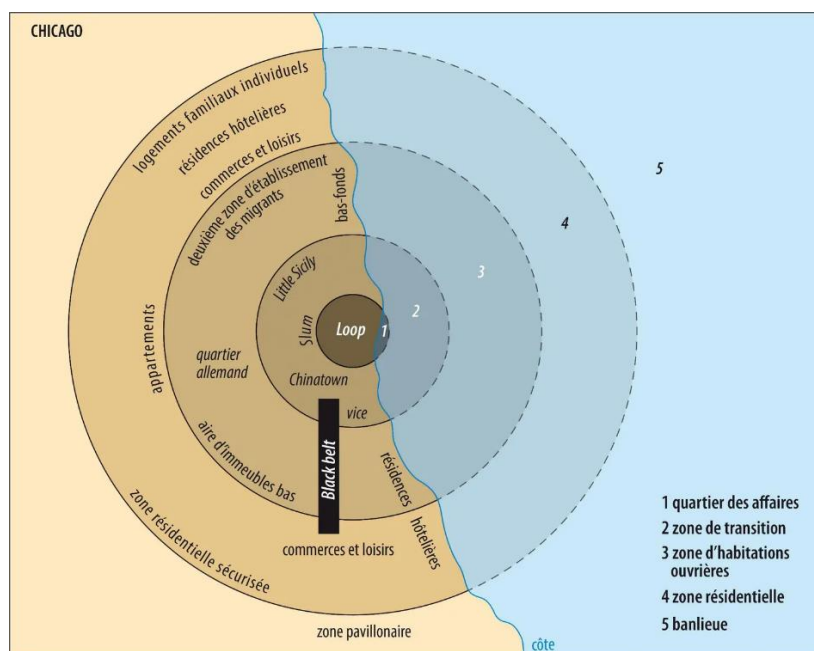 CHICAGO
logements familiaux individuels
résidences hôtelières
commerces et loisirs
deuxième zone d'établissement
des migrants
bas-fonds
Little Sicily
Slum
Loop
1
2
3
4
5
appartements
quartier
allemand
Chinatown
vice
Black belt
aire d'immeubles bas
résidences
hôtelières
zone résidentielle sécurisée
commerces et loisirs
zone pavillonaire
côte
1 quartier des affaires
2 zone de transition
3 zone d'habitations
ouvrières
4 zone résidentielle
5 banlieue